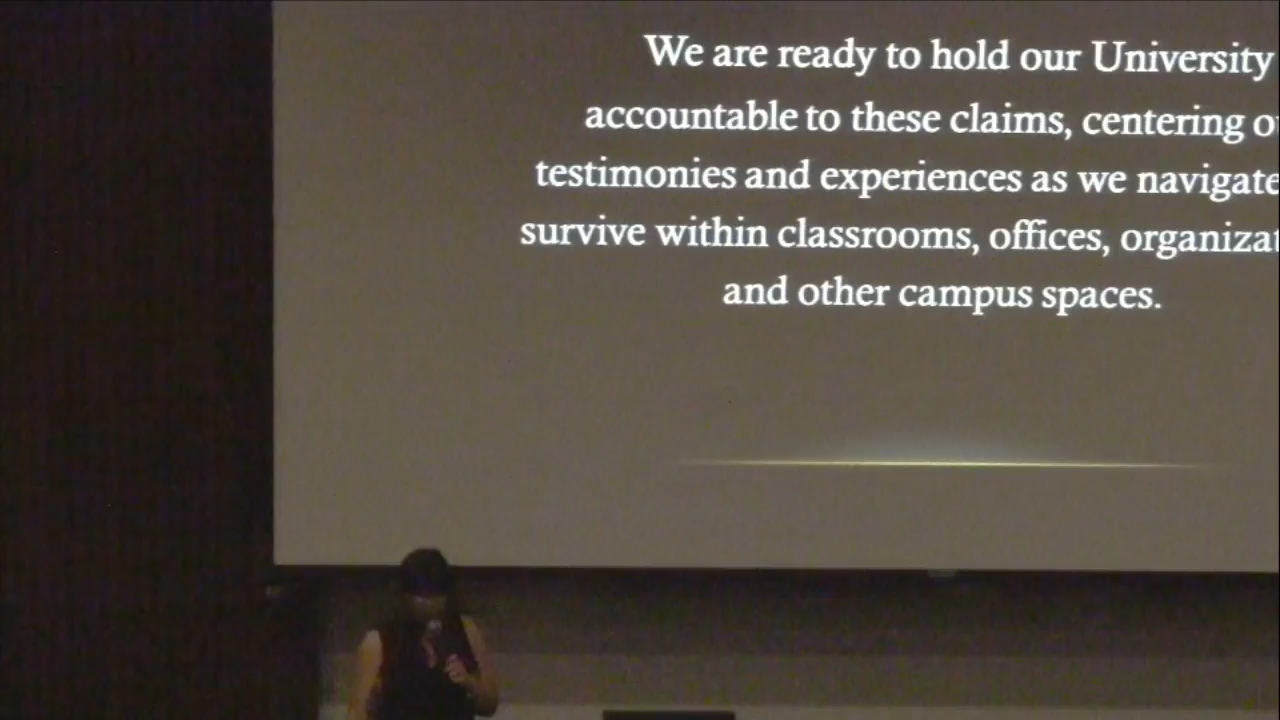 We are ready to hold our University
accountable to these claims, centering
testimonies and experiences as we navigate
survive within classrooms, offices,
and other campus spaces.